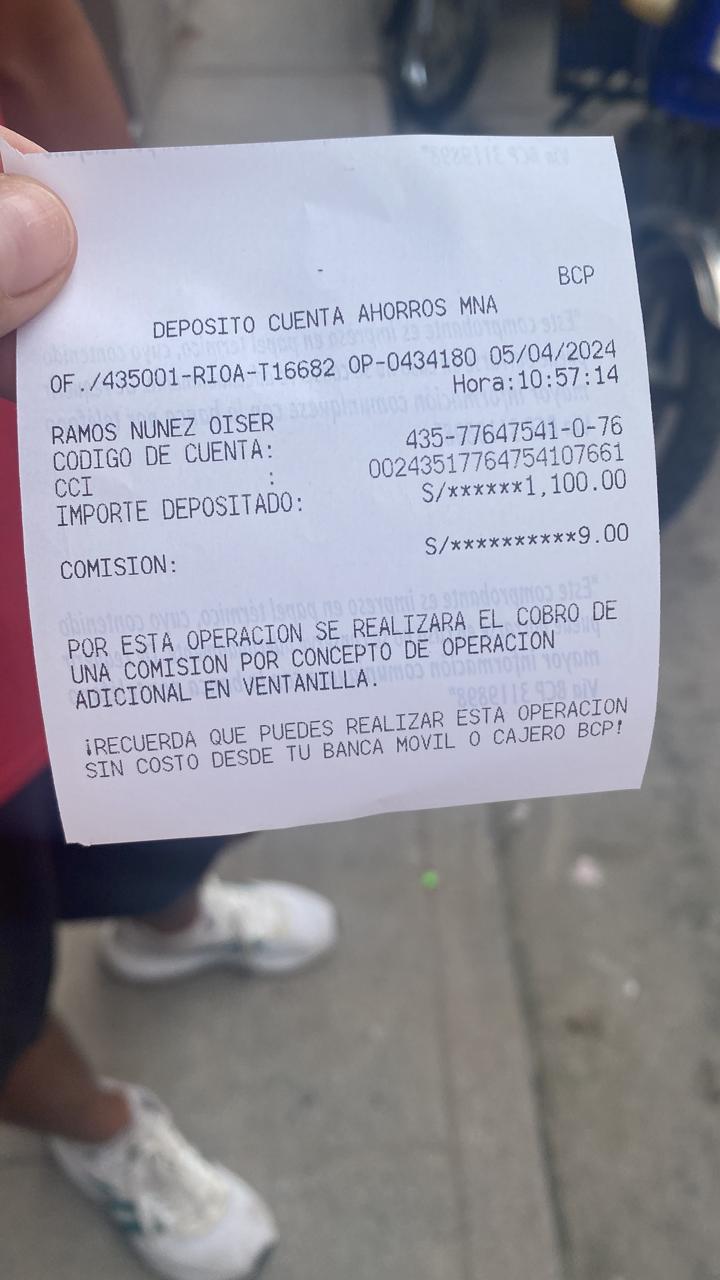 BCP
DEPOSITO CUENTA AHORROS MNA
OF./435001-RIOA-T16682 OP-0434180 05/04/2024
Hora:10:57:14
RAMOS NUNEZ OISER
CODIGO DE CUENTA: 435-77647541-0-76
CCI : 00243517764754107661
IMPORTE DEPOSITADO: S/******1,100.00
COMISION: S/**********9.00
POR ESTA OPERACION SE REALIZARA EL COBRO DE
UNA COMISION POR CONCEPTO DE OPERACION
ADICIONAL EN VENTANILLA.
¡RECUERDA QUE PUEDES REALIZAR ESTA OPERACION
SIN COSTO DESDE TU BANCA MOVIL O CAJERO BCP!